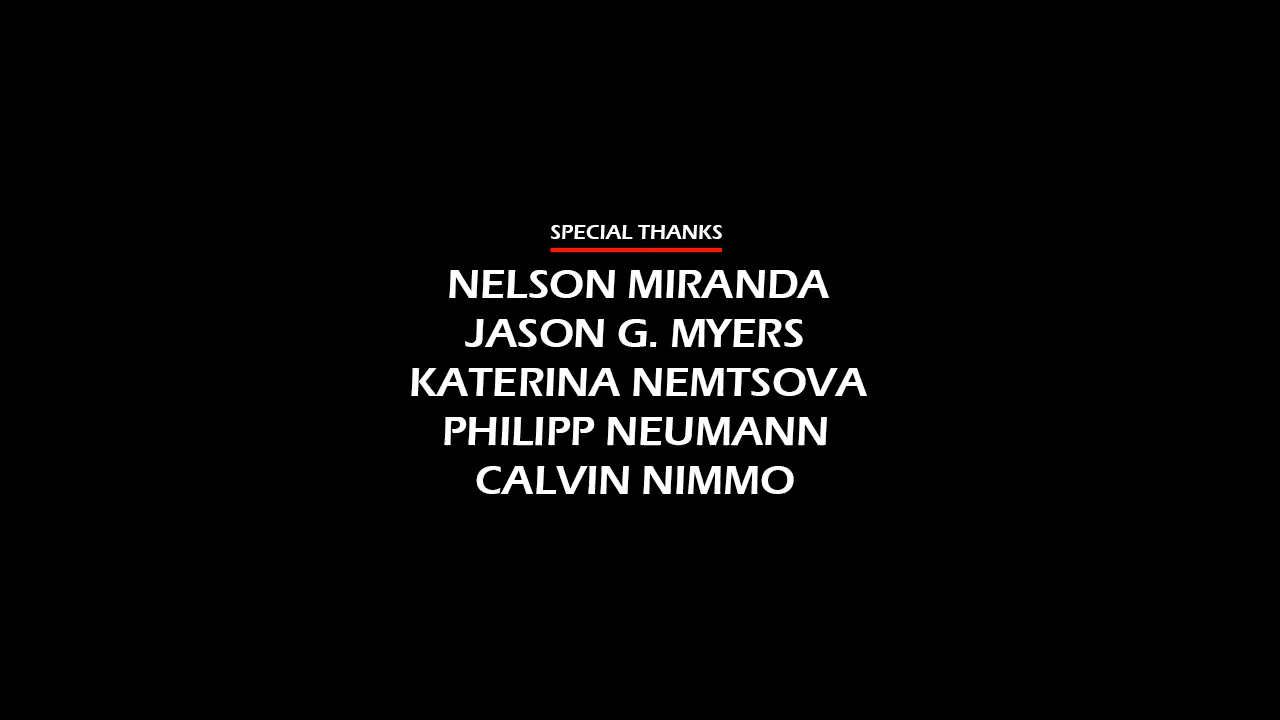 SPECIAL THANKS
NELSON MIRANDA
JASON G. MYERS
KATERINA NEMTSOVA
PHILIPP NEUMANN
CALVIN NIMMO